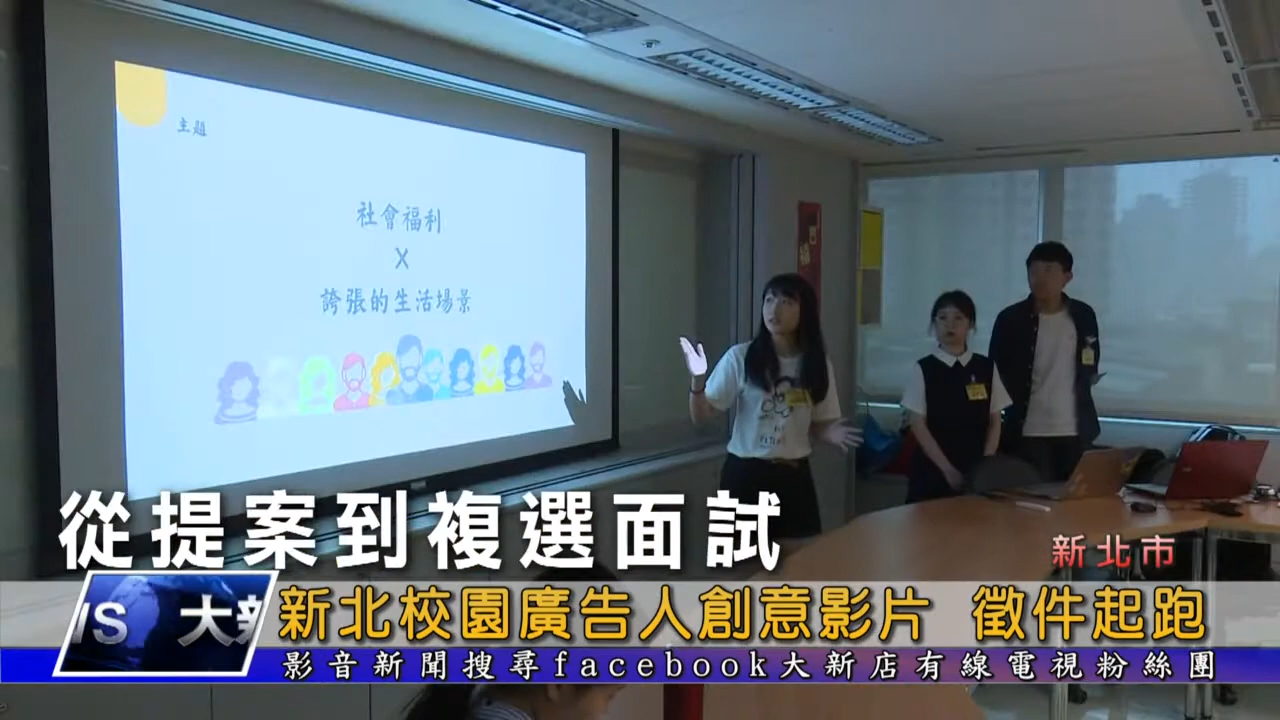 主題
社會福利
X
誇張的生活場景
從提案到複選面試
新北市
新北校園廣告人創意影片 徵件起跑
影音新聞搜尋facebook大新店有線電視粉絲團